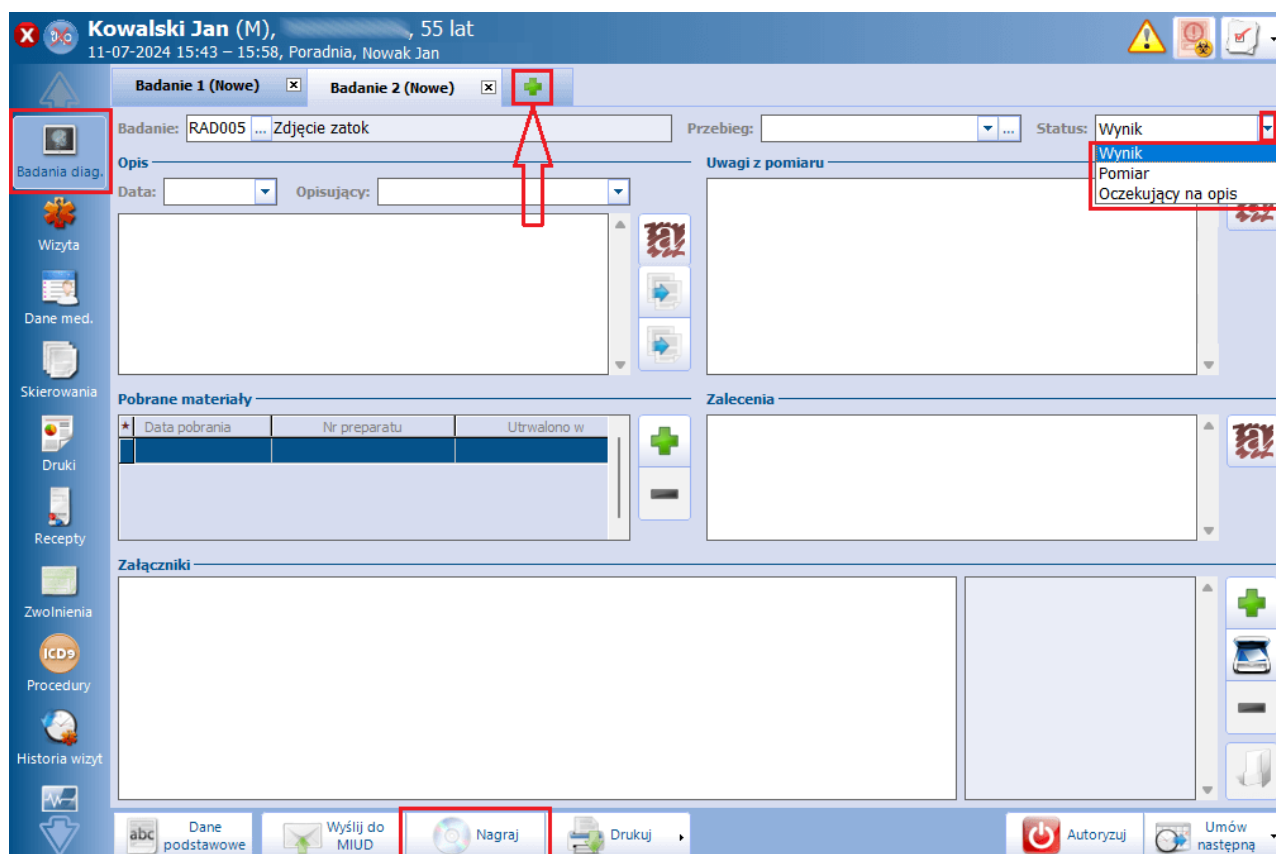 Kowalski Jan (M), , 55 lat
11-07-2024 15:43 – 15:58, Poradnia, Nowak Jan
Badanie 1 (Nowe)
Badanie 2 (Nowe)
Badania diag.
Wizyta
Dane med.
Skierowania
Druki
Recepty
Zwolnienia
ICD9
Procedury
Historia wizyt
Badanie: RAD005 ... Zdjęcie zatok
Przebieg: ...
Status: Wynik
Wynik
Pomiar
Oczekujący na opis
Opis
Data:
Opisujący:
Uwagi z pomiaru
Pobrane materiały
* Data pobrania Nr preparatu Utrwalono w
Zalecenia
Załączniki
abc Dane podstawowe
Wyślij do MIUD
Nagraj
Drukuj
Autoryzuj
Umów następną